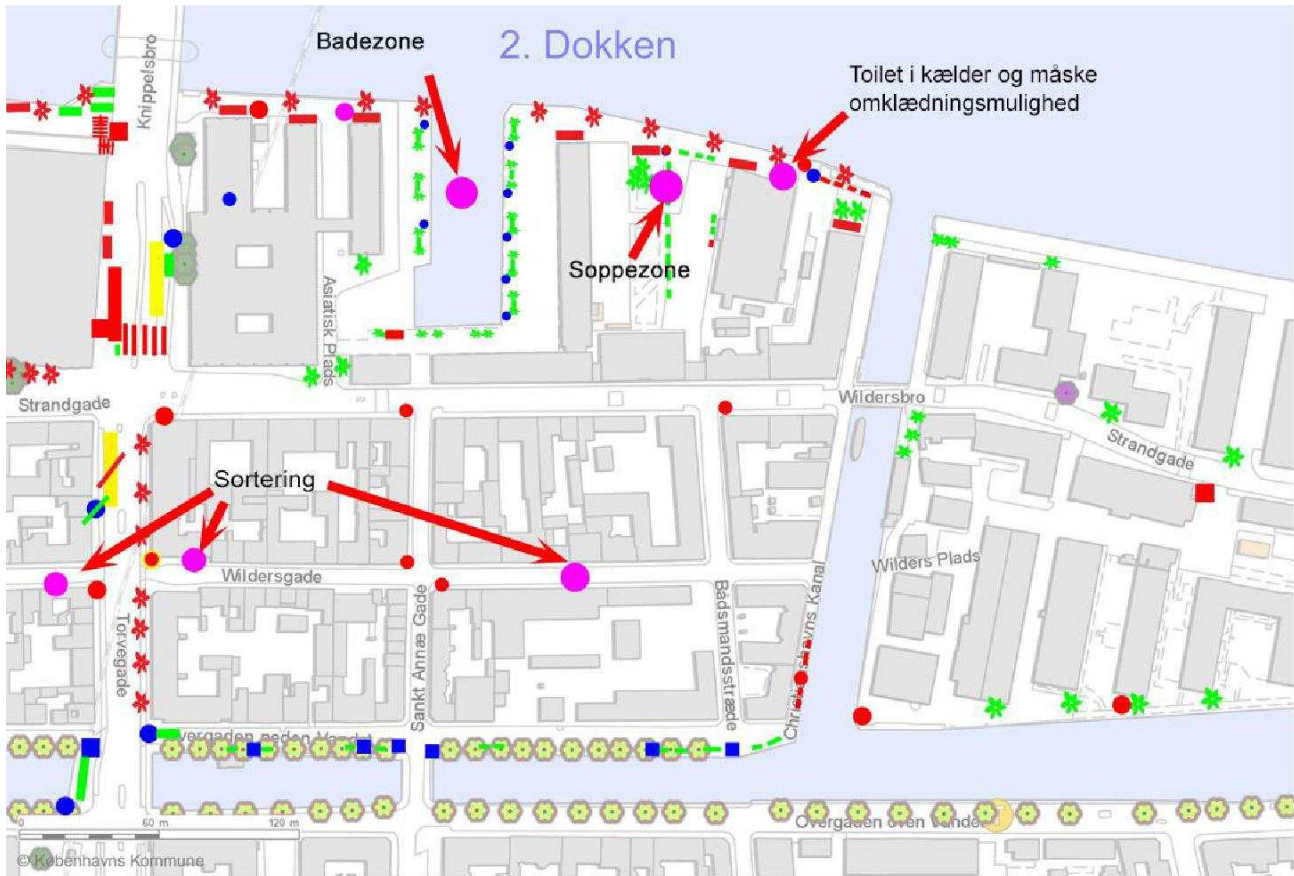 Badezone
2. Dokken
Toilet i kælder og måske
omklædningsmulighed
Knippelsbro
Soppezone
Asiatisk Plads
Strandgade
Wildersbro
Strandgade
Sortering
Wildersgade
Wilders Plads
Torvegade
Sankt Annæ Gade
Badsmandsstræde
Christianshavns Kanal
Overgaden neden Vandet
Overgaden oven Vandet
0 60 m 120 m
© Københavns Kommune